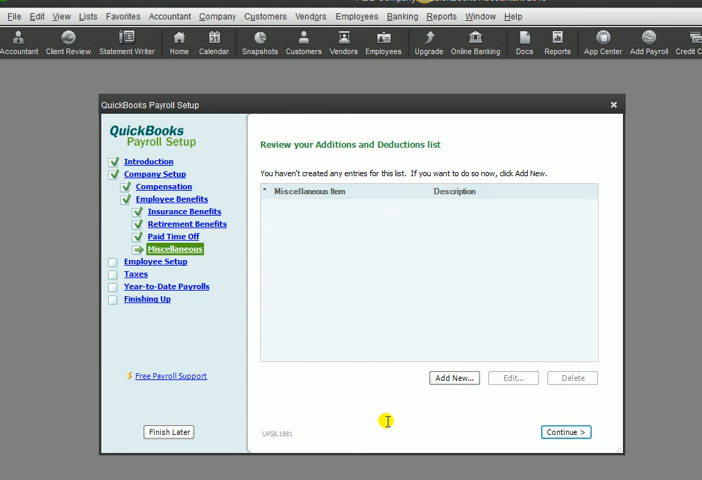 File Edit View Lists Favorites Accountant Company Customers Vendors Employees Banking Reports Window Help
Accountant Client Review Statement Writer Home Calendar Snapshots Customers Vendors Employees Upgrade Online Banking Docs Reports App Center Add Payroll Credit C
QuickBooks Payroll Setup
QuickBooks
Payroll Setup
Introduction
Company Setup
Compensation
Employee Benefits
Insurance Benefits
Retirement Benefits
Paid Time Off
Miscellaneous
Employee Setup
Taxes
Year-to-Date Payrolls
Finishing Up
Free Payroll Support
Finish Later
Review your Additions and Deductions list
You haven't created any entries for this list. If you want to do so now, click Add New.
* Miscellaneous Item Description
Add New... Edit... Delete
UPS8.1881
Continue >